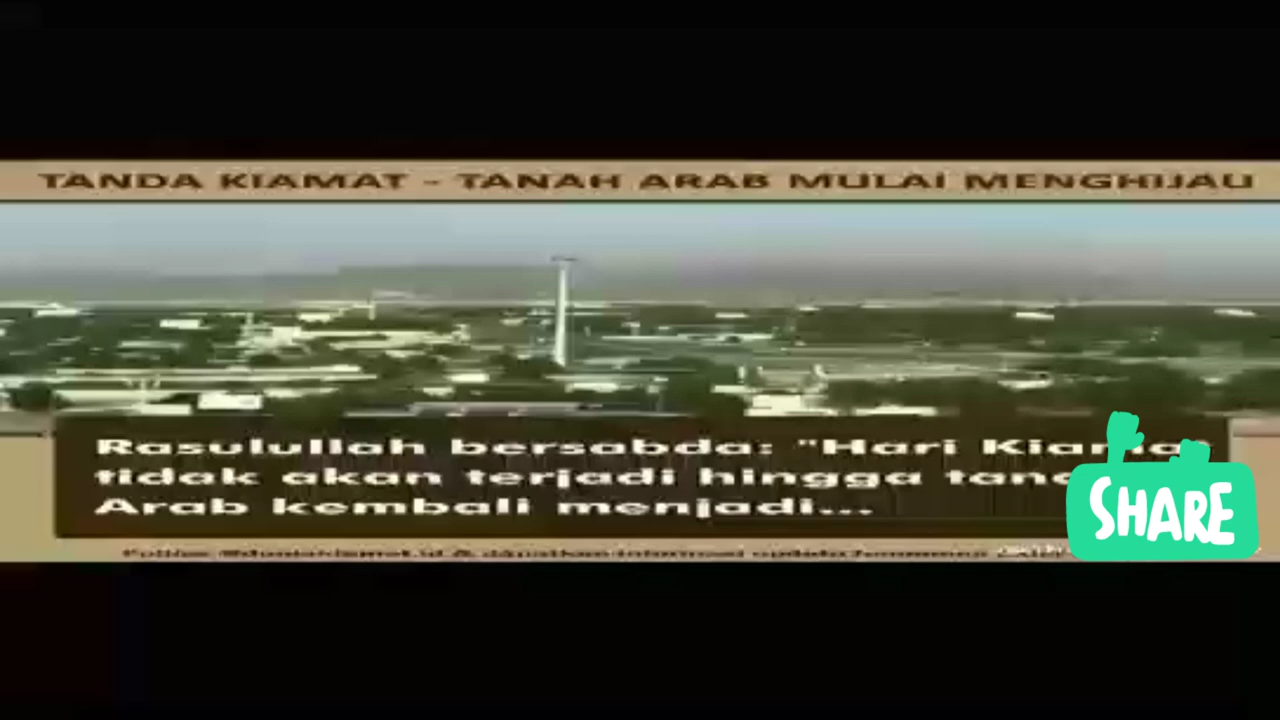 TANDA KIAMAT - TANAH ARAB MULAI MENGHIJAU
Rasulullah bersabda: "Hari
tidak akan terjadi hingga
Arab kembali menjadi...
SHARE